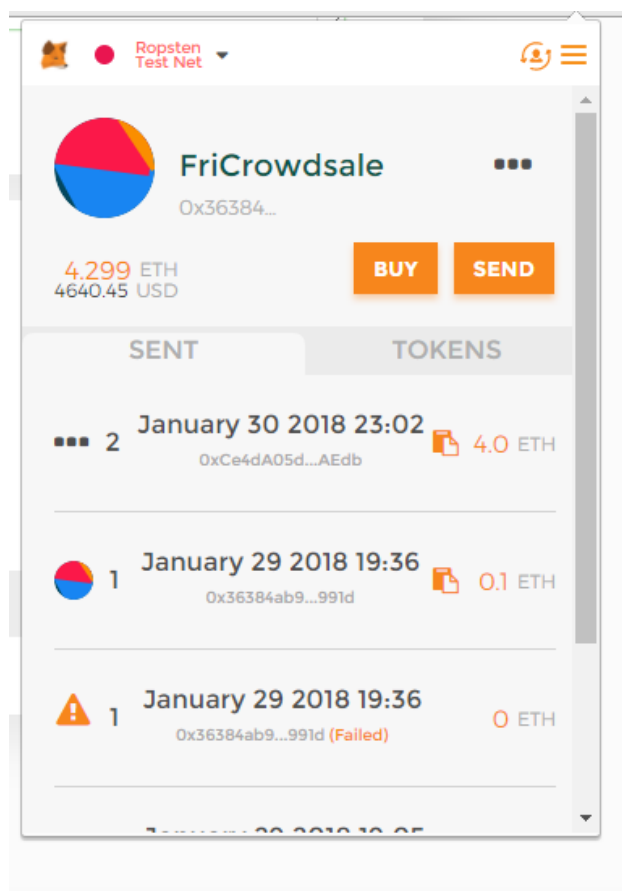 Ropsten
Test Net
FriCrowdsale
0x36384...
4.299 ETH
4640.45 USD
BUY
SEND
SENT
TOKENS
2
January 30 2018 23:02
0xCe4dA05d...AEdb
4.0 ETH
1
January 29 2018 19:36
0x36384ab9...991d
0.1 ETH
1
January 29 2018 19:36
0x36384ab9...991d (Failed)
0 ETH